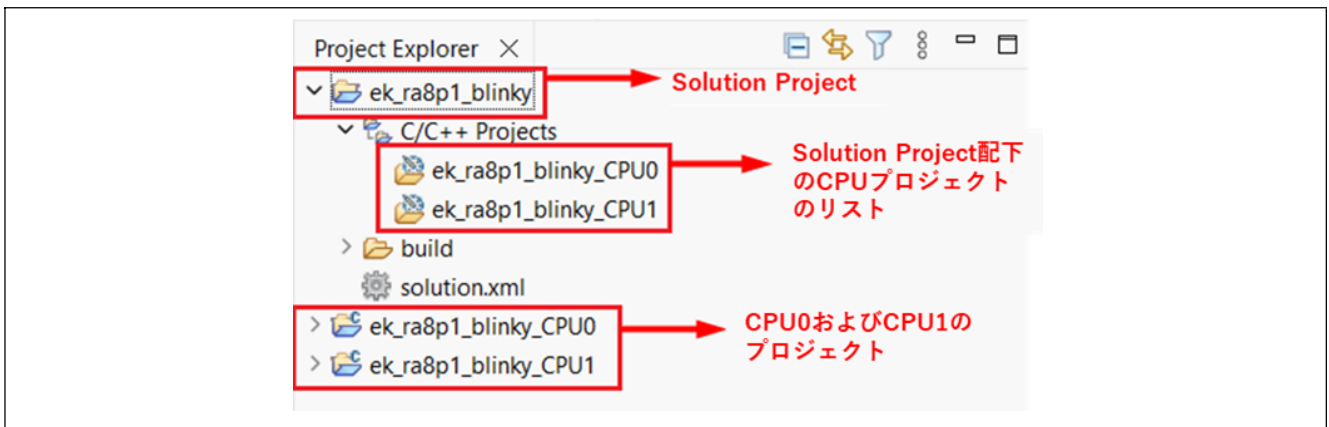 Project Explorer
ek_ra8p1_blinky
Solution Project
C/C++ Projects
ek_ra8p1_blinky_CPU0
ek_ra8p1_blinky_CPU1
Solution Project配下
のCPUプロジェクト
のリスト
build
solution.xml
ek_ra8p1_blinky_CPU0
ek_ra8p1_blinky_CPU1
CPU0およびCPU1の
プロジェクト